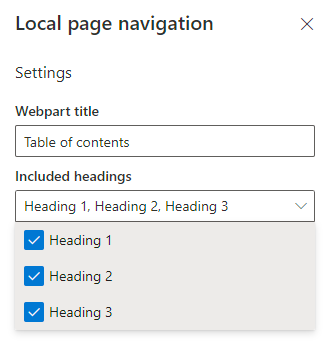 Local page navigation
Settings
Webpart title
Table of contents
Included headings
Heading 1, Heading 2, Heading 3
Heading 1
Heading 2
Heading 3